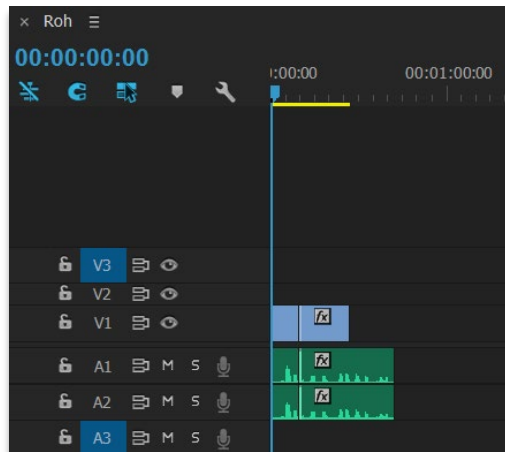 × Roh ≡
00:00:00:00
:00:00 00:01:00:00
V3
V2
V1 fx
A1 M S fx
A2 M S fx
A3 M S